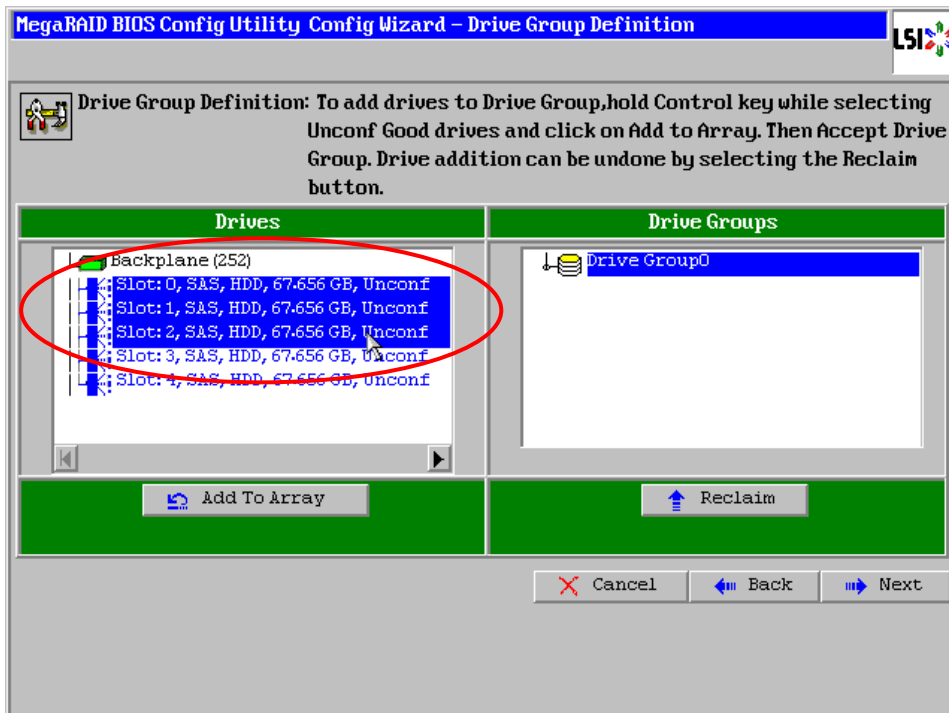 MegaRAID BIOS Config Utility Config Wizard - Drive Group Definition
LSI
Drive Group Definition: To add drives to Drive Group,hold Control key while selecting
Unconf Good drives and click on Add to Array. Then Accept Drive
Group. Drive addition can be undone by selecting the Reclaim
button.
Drives
Drive Groups
Backplane (252)
Slot: 0, SAS, HDD, 67.656 GB, Unconf
Slot: 1, SAS, HDD, 67.656 GB, Unconf
Slot: 2, SAS, HDD, 67.656 GB, Unconf
Slot: 3, SAS, HDD, 67.656 GB, Unconf
Slot: 4, SAS, HDD, 67.656 GB, Unconf
Drive Group0
Add To Array
Reclaim
Cancel
Back
Next